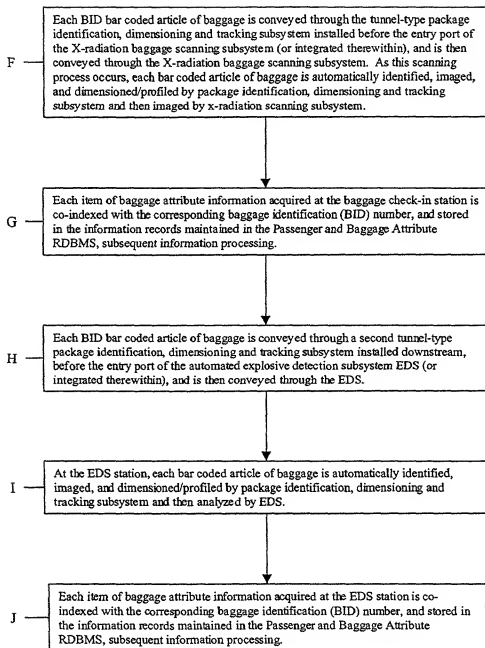 Each BID bar coded article of baggage is conveyed through the tunnel-type package
identification, dimensioning and tracking subsystem installed before the entry port of
the X-radiation baggage scanning subsystem (or integrated therewithin), and is then
conveyed through the X-radiation baggage scanning subsystem. As this scanning
process occurs, each bar coded article of baggage is automatically identified, imaged,
and dimensioned/profiled by package identification, dimensioning and tracking
subsystem and then imaged by x-radiation scanning subsystem.
F
Each item of baggage attribute information acquired at the baggage check-in station is
co-indexed with the corresponding baggage identification (BID) number, and stored
in the information records maintained in the Passenger and Baggage Attribute
RDBMS, subsequent information processing.
G
Each BID bar coded article of baggage is conveyed through a second tunnel-type
package identification, dimensioning and tracking subsystem installed downstream,
before the entry port of the automated explosive detection subsystem EDS (or
integrated therewithin), and is then conveyed through the EDS.
H
At the EDS station, each bar coded article of baggage is automatically identified,
imaged, and dimensioned/profiled by package identification, dimensioning and
tracking subsystem and then analyzed by EDS.
I
Each item of baggage attribute information acquired at the EDS station is co-
indexed with the corresponding baggage identification (BID) number, and stored in
the information records maintained in the Passenger and Baggage Attribute
RDBMS, subsequent information processing.
J